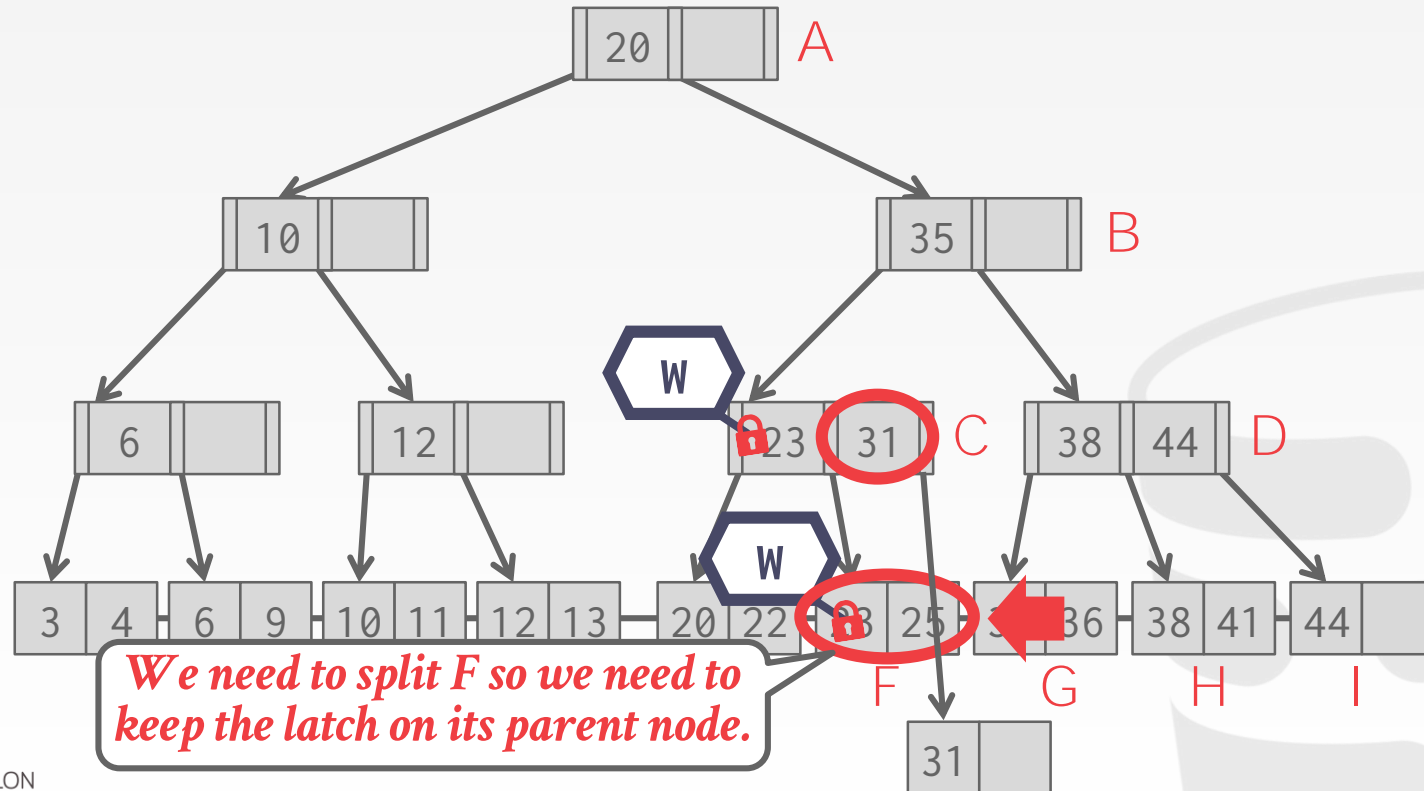 20 A
10 35 B
W
6 12 23 31 C 38 44 D
W
3 4 6 9 10 11 12 13 20 22 25 36 38 41 44
We need to split F so we need to
keep the latch on its parent node.
F G H I
31
LON